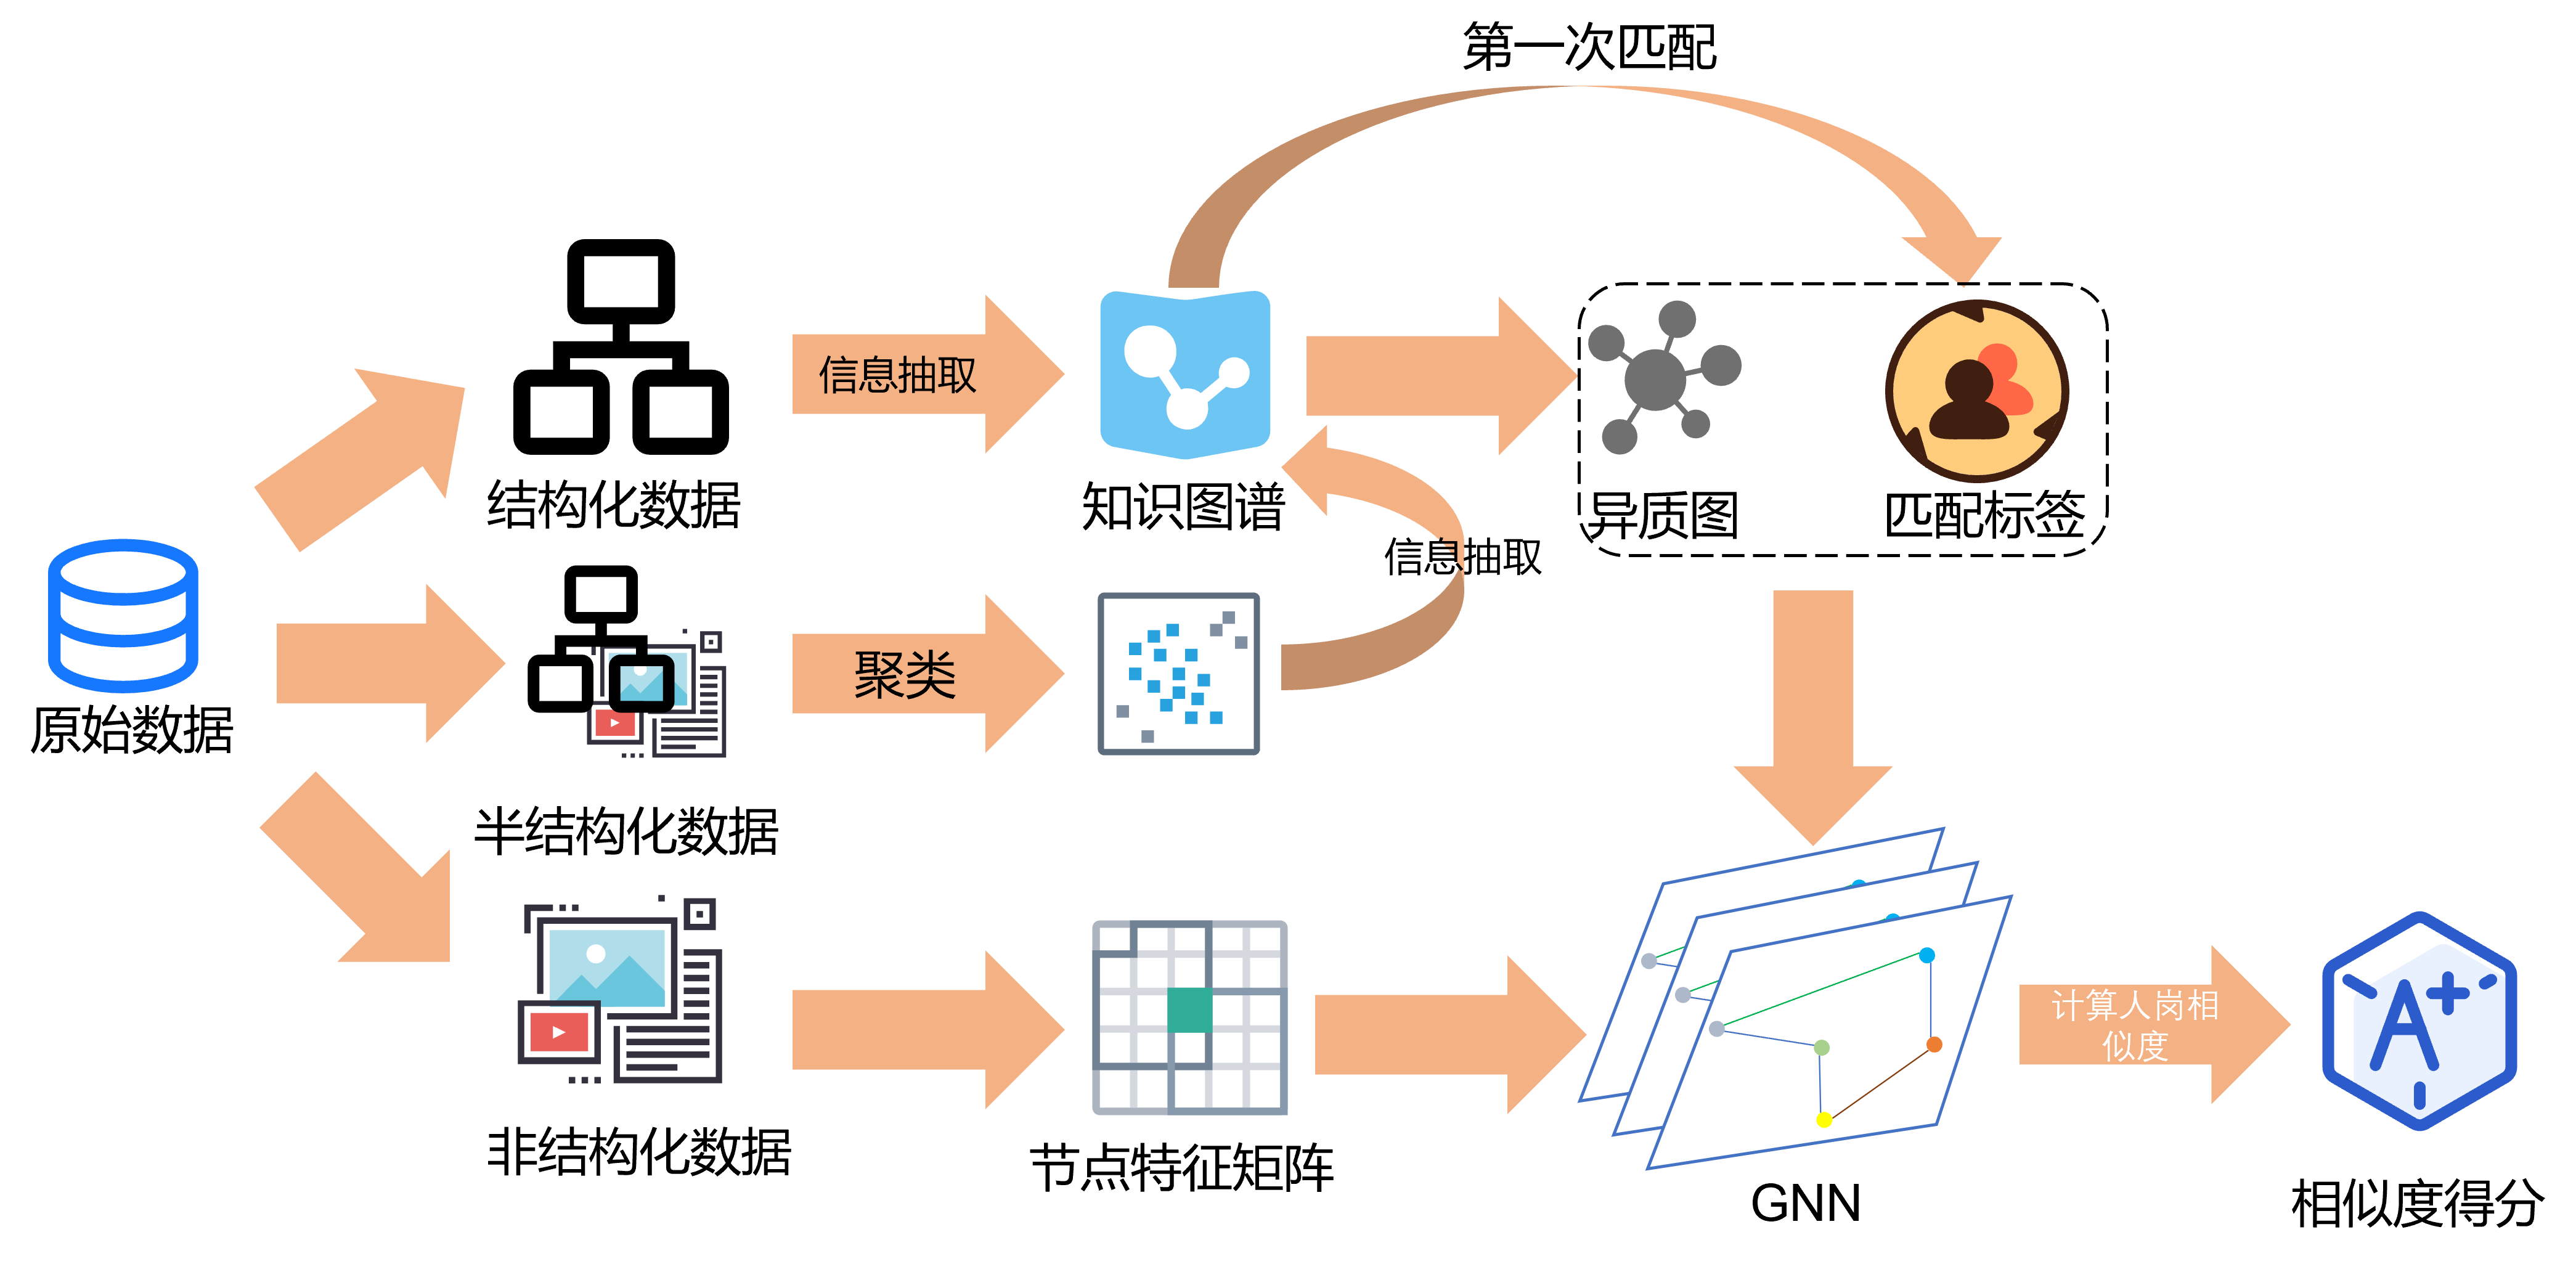 第一次匹配
信息抽取
结构化数据
知识图谱
异质图
匹配标签
信息抽取
原始数据
聚类
半结构化数据
计算人岗相
似度
A+
非结构化数据
节点特征矩阵
GNN
相似度得分